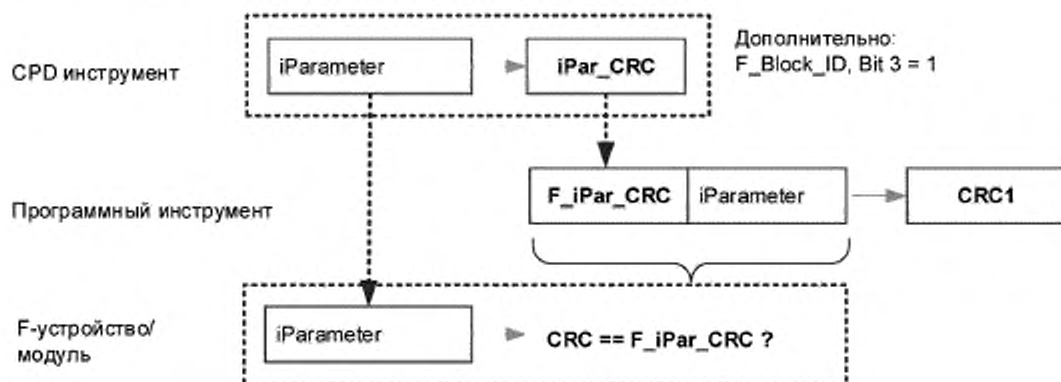 Дополнительно:
F_Block_ID, Bit 3 = 1
CPD инструмент
iParameter
iPar_CRC
Программный инструмент
F_iPar_CRC
iParameter
CRC1
F-устройство/
модуль
iParameter
CRC == F_iPar_CRC ?